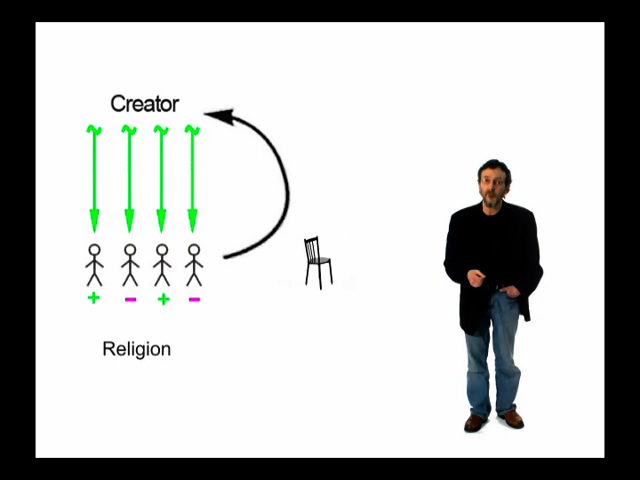 Creator
+ - + -
Religion